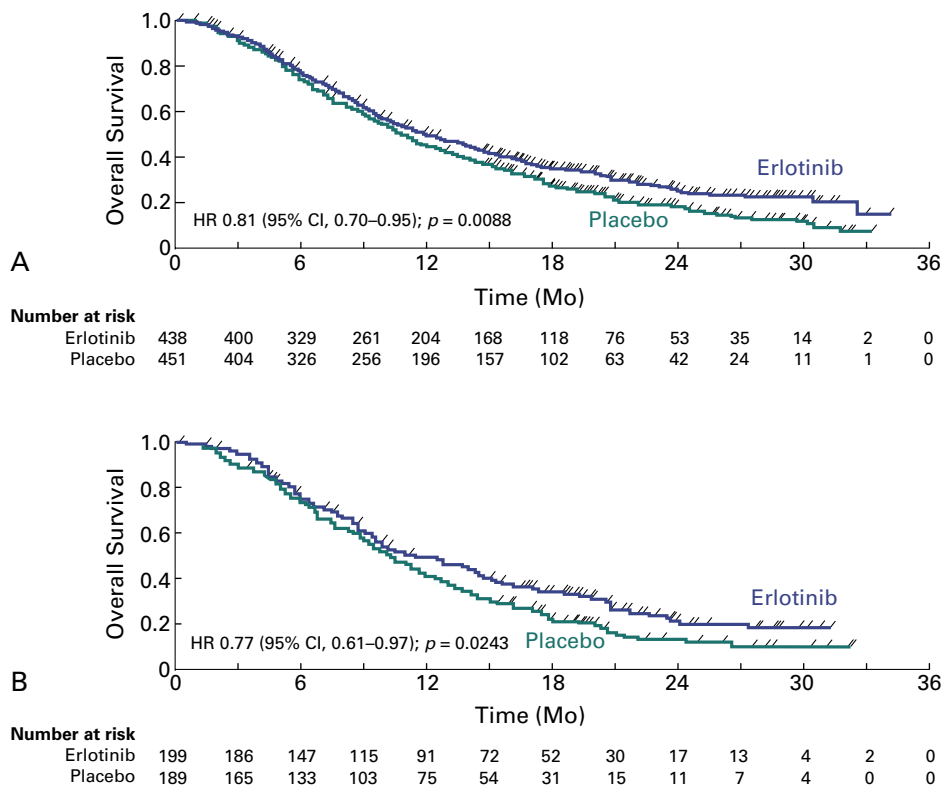 1.0
0.8
0.6
0.4
0.2
0
Overall Survival
Erlotinib
Placebo
HR 0.81 (95% CI, 0.70–0.95); p = 0.0088
0 6 12 18 24 30 36
A
Time (Mo)
Number at risk
Erlotinib 438 400 329 261 204 168 118 76 53 35 14 2 0
Placebo 451 404 326 256 196 157 102 63 42 24 11 1 0
1.0
0.8
0.6
0.4
0.2
0
Overall Survival
Erlotinib
Placebo
HR 0.77 (95% CI, 0.61–0.97); p = 0.0243
0 6 12 18 24 30 36
B
Time (Mo)
Number at risk
Erlotinib 199 186 147 115 91 72 52 30 17 13 4 2 0
Placebo 189 165 133 103 75 54 31 15 11 7 4 0 0